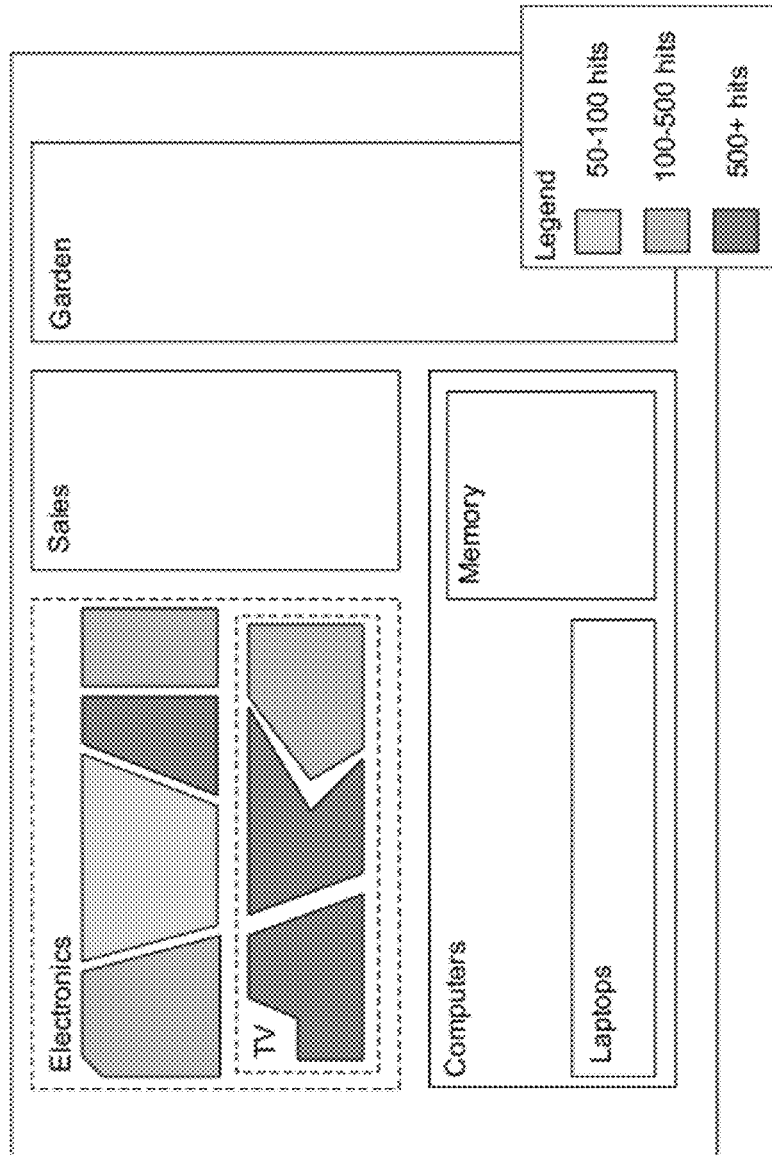 Electronics
TV
Sales
Garden
Computers
Laptops
Memory
Legend
50-100 hits
100-500 hits
500+ hits